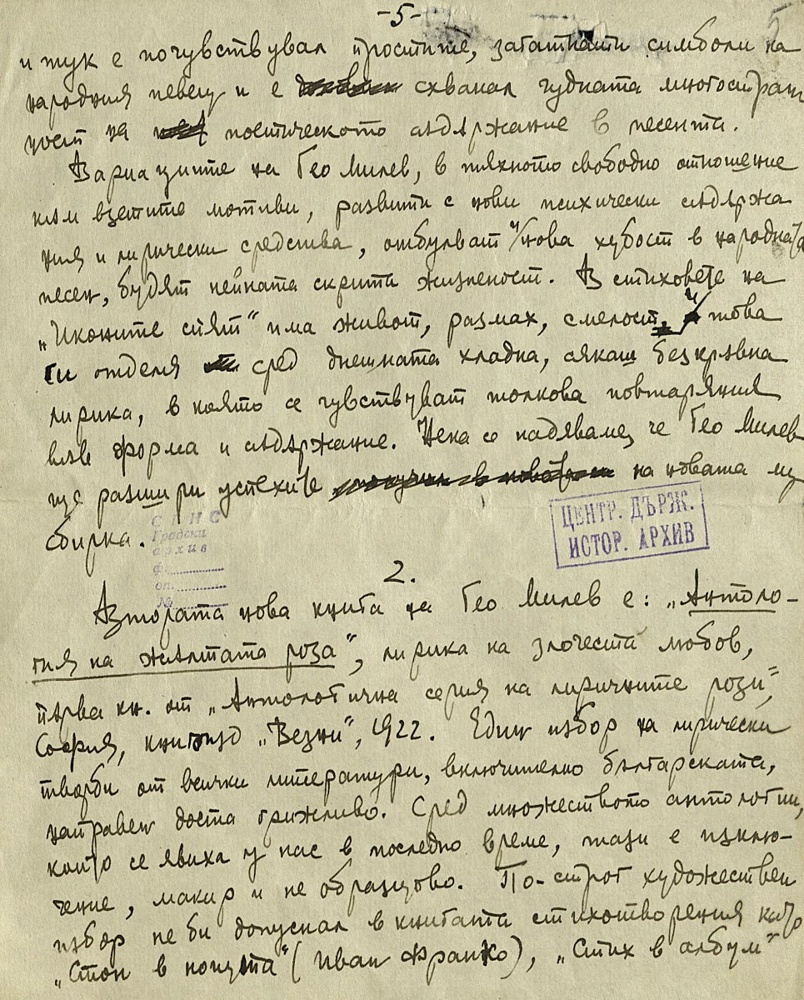 -5-
5
и тук е почувствувал простите, загатнати символи на
народния певец и е схванал чудната многостран
ност на поетическото съдържание в песента.
Вариациите на Гео Милев, в тяхното свободно отношение
към взетите мотиви, развити с нови психически съдържа
ния и лирически средства, отбулват нова хубост в народната
песен, будят нейната скрита жизненост. В стиховете на
„Иконите спят“ има живот, размах, смелост, и това
ги отделя сред днешната хладна, сякаш безкръвна
лирика, в която се чувствуват толкова повтаряния
във форма и съдържание. Нека се надяваме, че Гео Милев
ще разшири успехите на новата му
сбирка.
ЦЕНТР. ДЪРЖ.
ИСТОР. АРХИВ
С Г Н С
Градски
архив
ф.
оп.
№
2.
Втората нова книга на Гео Милев е: „Антоло-
гия на жълтата роза“, лирика на злочеста любов,
първа кн. от „Антологична серия на лиричните рози“,
София, книгоизд „Везни“, 1922. Един избор на лирически
творби от всички литератури, включително българската,
направен доста грижливо. Сред множеството антологии,
които се явиха у нас в последно време, тази е изклю-
чение, макар и не образцово. По-строг художествен
избор не би допуснал в книгата стихотворения като
„Стон в нощта“ (Иван Франко), „Стих в албум“